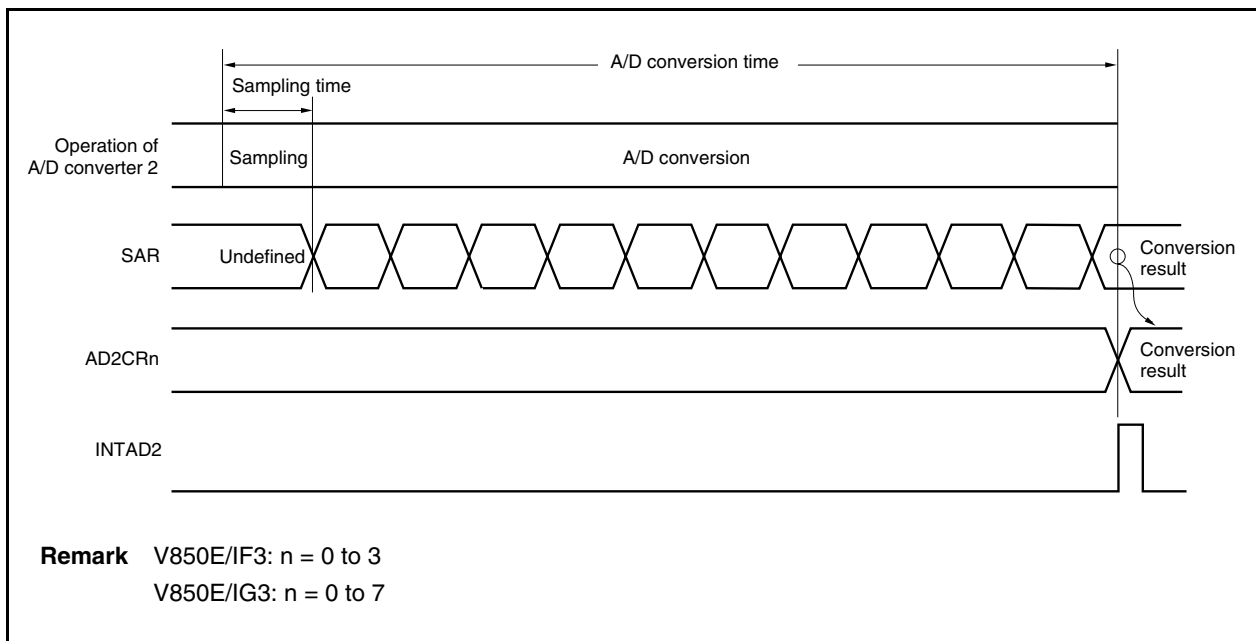 A/D conversion time
Sampling time
Operation of
A/D converter 2
Sampling
A/D conversion
SAR
Undefined
Conversion
result
AD2CRn
Conversion
result
INTAD2
Remark V850E/IF3: n = 0 to 3
V850E/IG3: n = 0 to 7